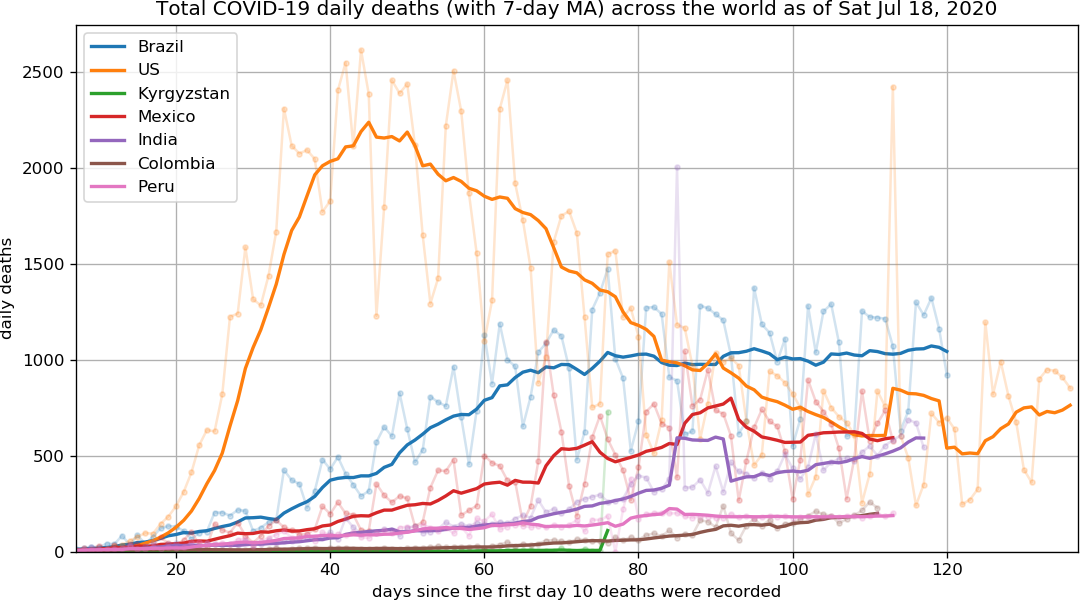 Total COVID-19 daily deaths (with 7-day MA) across the world as of Sat Jul 18, 2020
Brazil
US
Kyrgyzstan
Mexico
India
Colombia
Peru
2500
2000
1500
1000
500
0
daily deaths
20 40 60 80 100 120
days since the first day 10 deaths were recorded